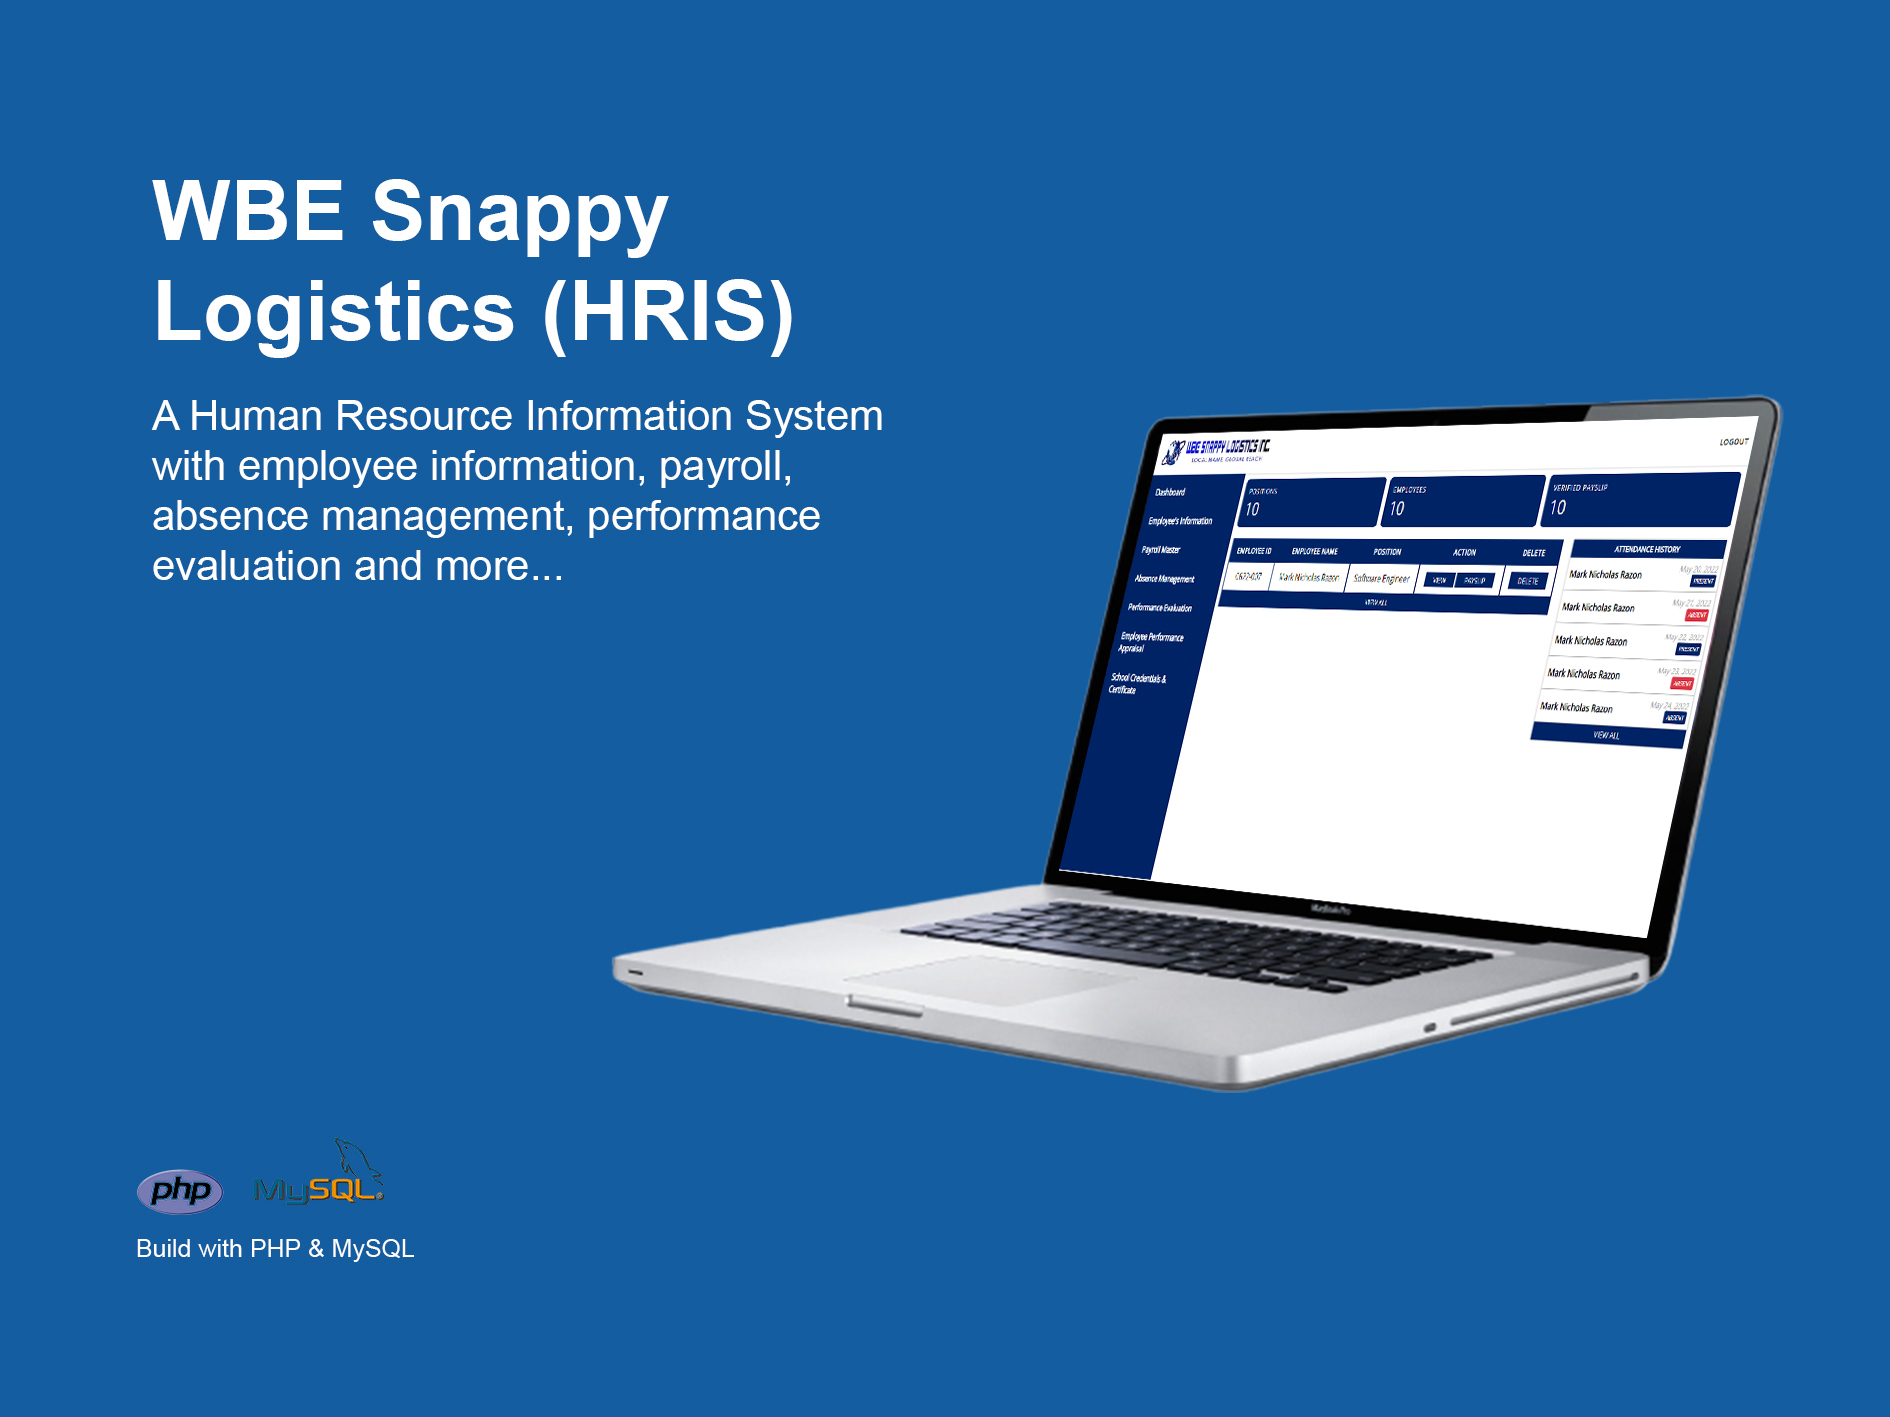 WBE Snappy
Logistics (HRIS)
A Human Resource Information System
with employee information, payroll,
absence management, performance
evaluation and more...
WBE SNAPPY LOGISTICS INC.
LOCAL NAME, GLOBAL REACH
LOGOUT
Dashboard
Employee's Information
Payroll Master
Absence Management
Performance Evaluation
Employee Performance
Appraisal
School Credentials &
Certificate
POSITIONS
10
EMPLOYEES
10
VERIFIED PAYSLIP
10
EMPLOYEE ID EMPLOYEE NAME POSITION ACTION DELETE
Mark Nicholas Razon Software Engineer VIEW PAYSLIP DELETE
VIEW ALL
ATTENDANCE HISTORY
Mark Nicholas Razon May 20, 2022
PRESENT
Mark Nicholas Razon May 21, 2022
ABSENT
Mark Nicholas Razon May 22, 2022
PRESENT
Mark Nicholas Razon May 23, 2022
ABSENT
Mark Nicholas Razon May 24, 2022
ABSENT
VIEW ALL
MacBook Pro
php MySQL
Build with PHP & MySQL